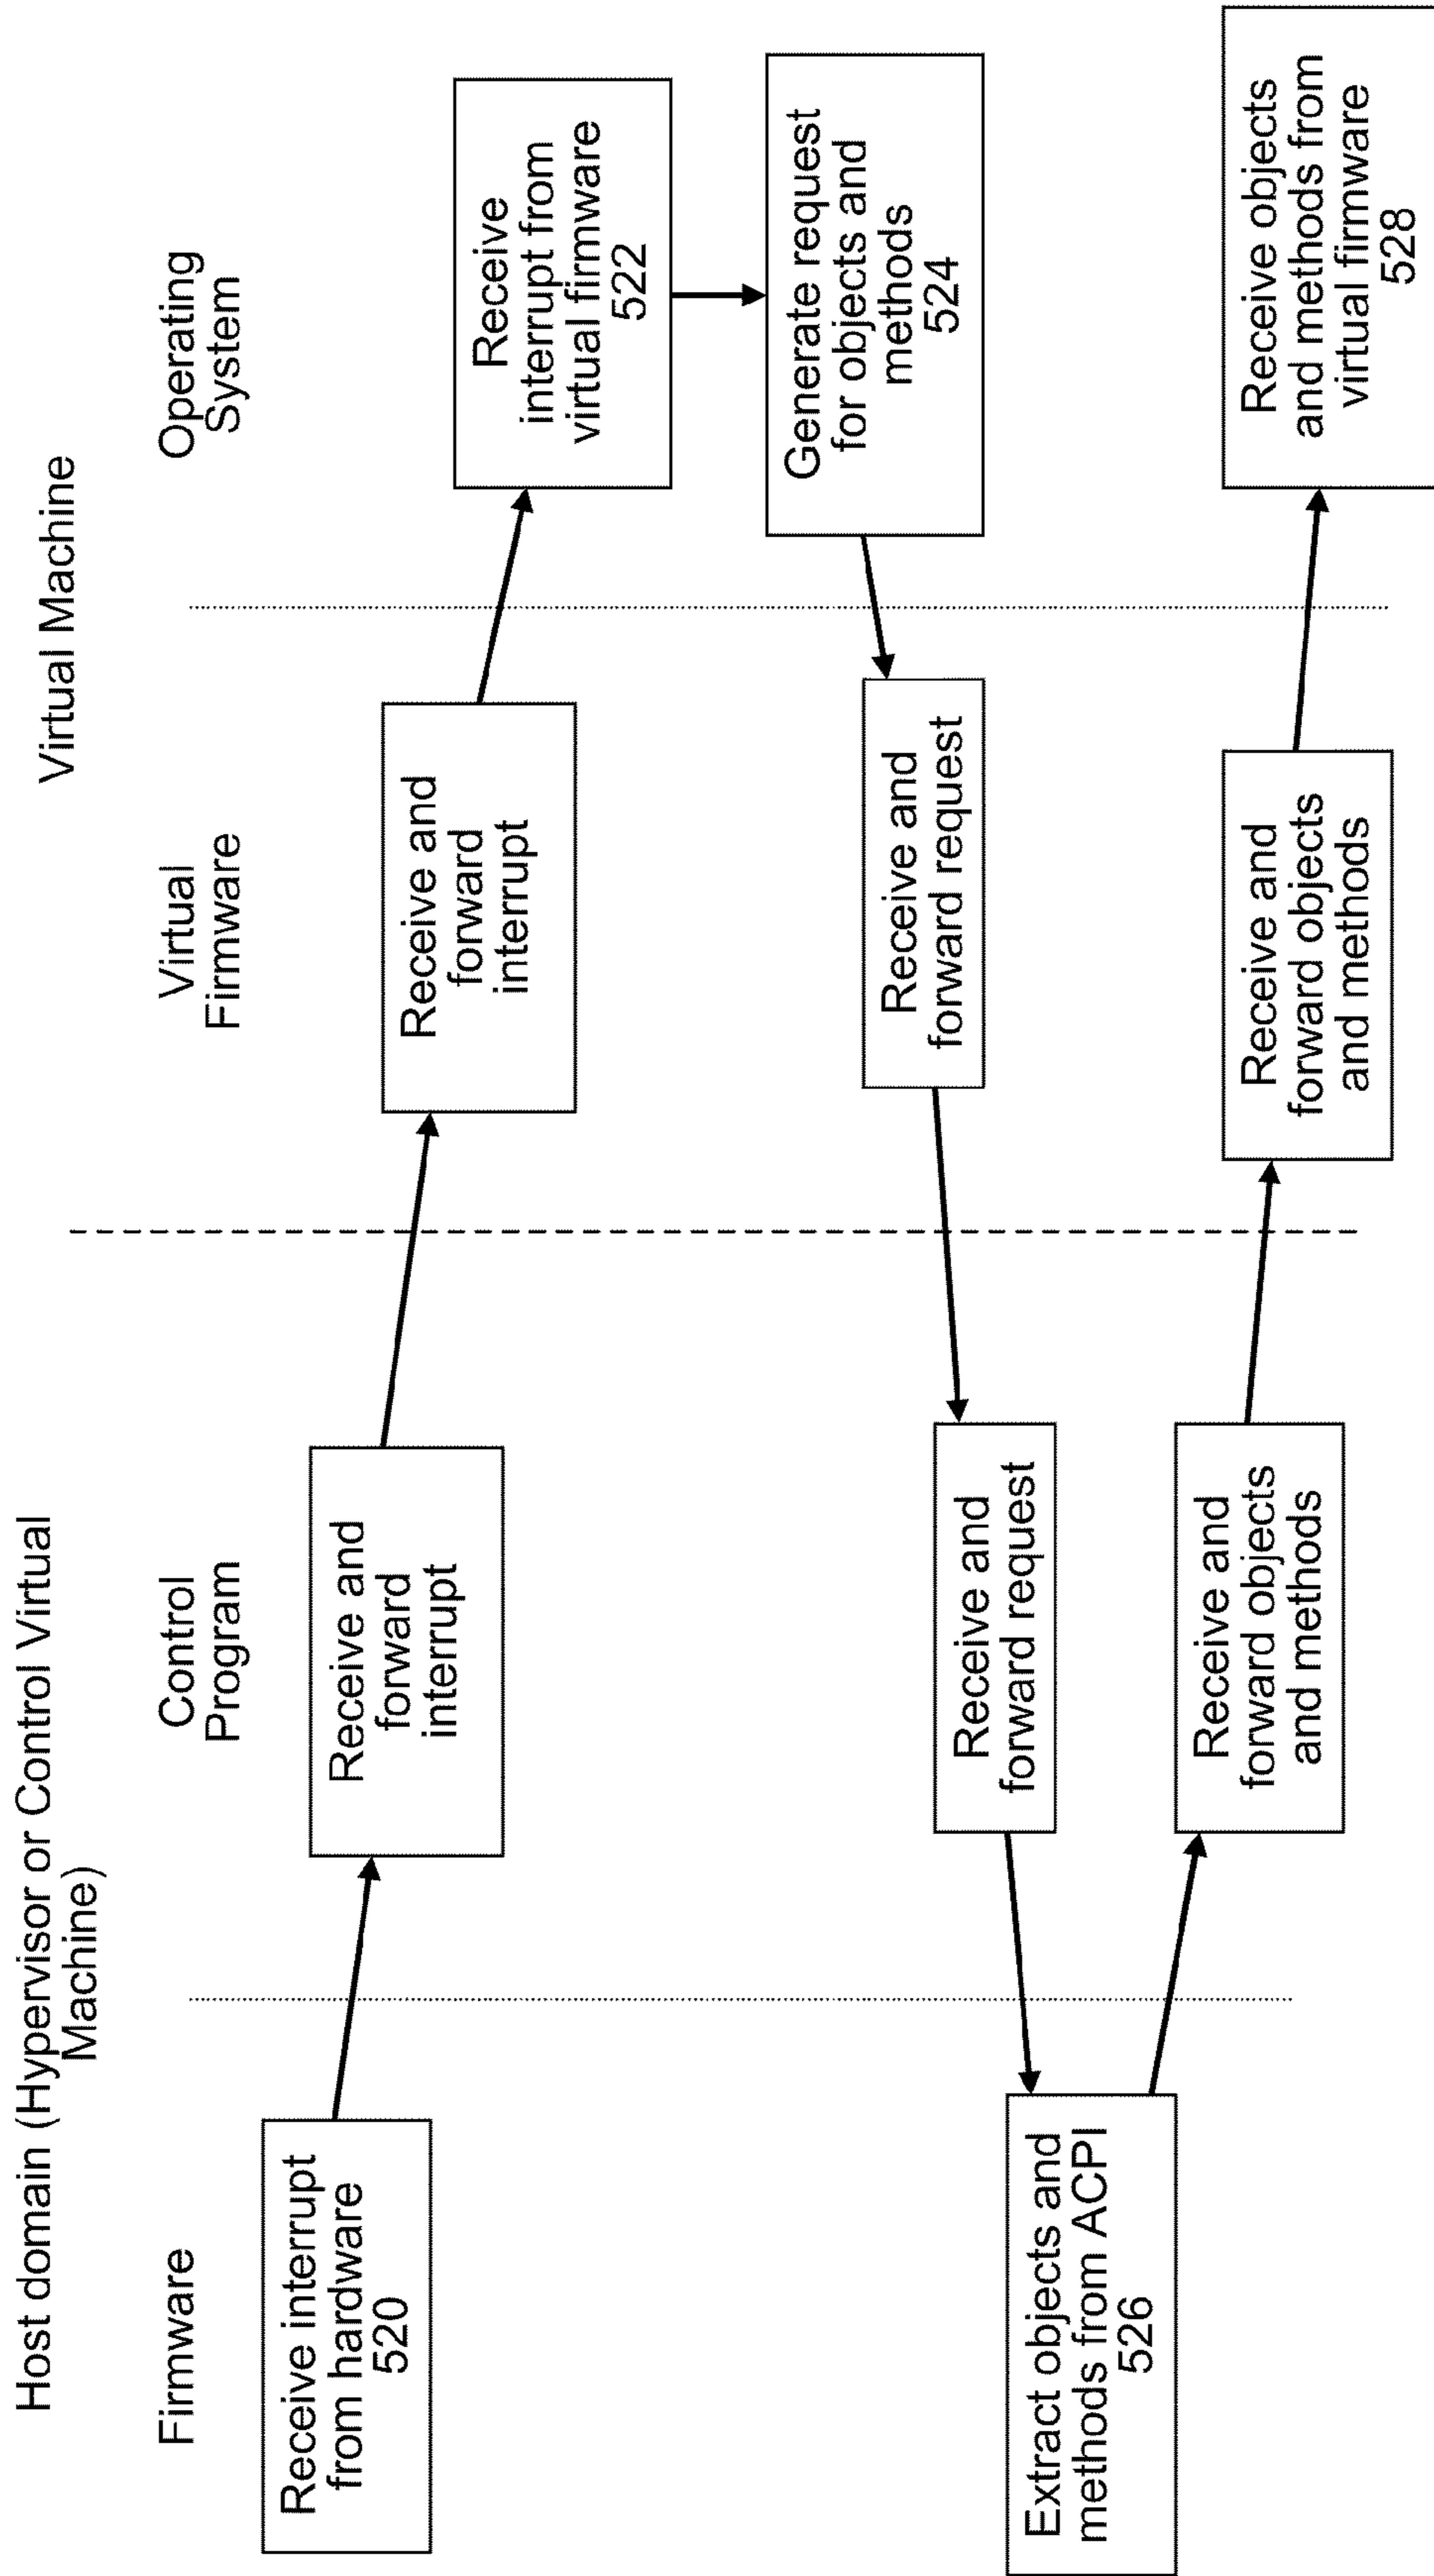 Host domain (Hypervisor or Control Virtual
Machine)
Virtual Machine
Firmware
Control
Program
Virtual
Firmware
Operating
System
Receive interrupt
from hardware
520
Receive and
forward
interrupt
Receive and
forward
interrupt
Receive
interrupt from
virtual firmware
522
Generate request
for objects and
methods
524
Receive and
forward request
Receive and
forward request
Extract objects and
methods from ACPI
526
Receive and
forward objects
and methods
Receive and
forward objects
and methods
Receive objects
and methods from
virtual firmware
528